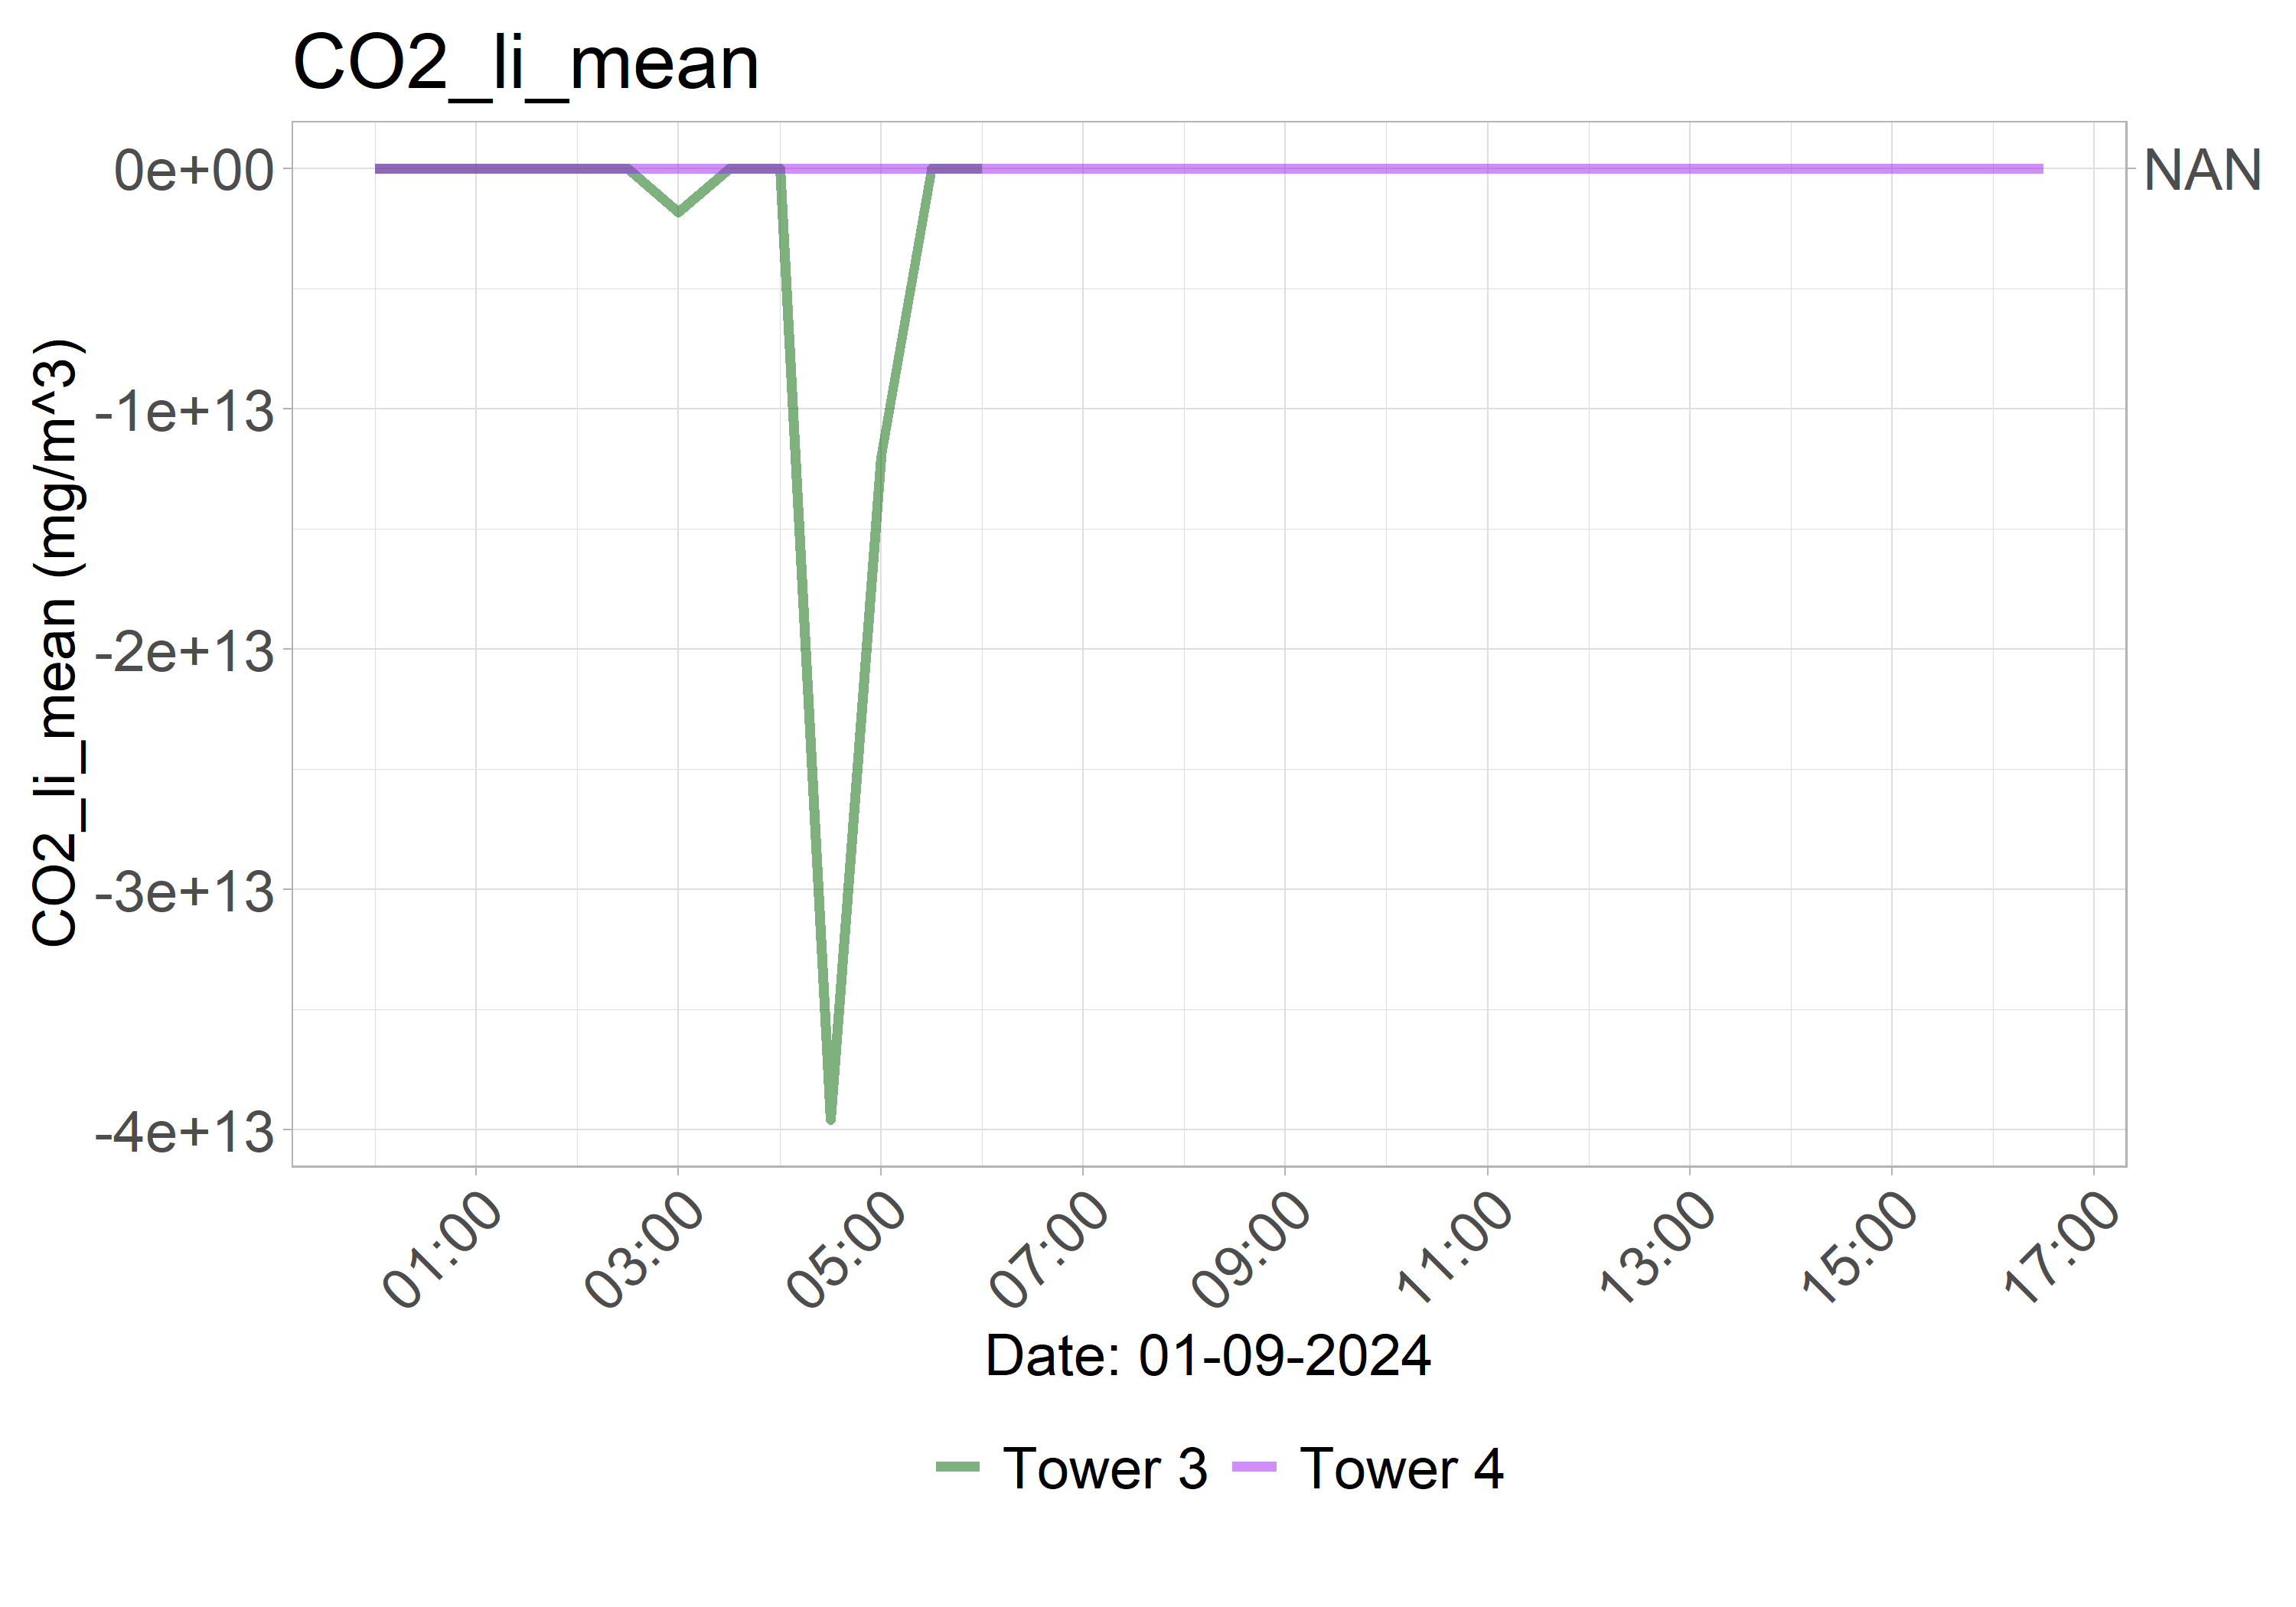 CO2_li_mean
CO2_li_mean (mg/m^3)
0e+00
-1e+13
-2e+13
-3e+13
-4e+13
NAN
01:00
03:00
05:00
07:00
09:00
11:00
13:00
15:00
17:00
Date: 01-09-2024
Tower 3 Tower 4